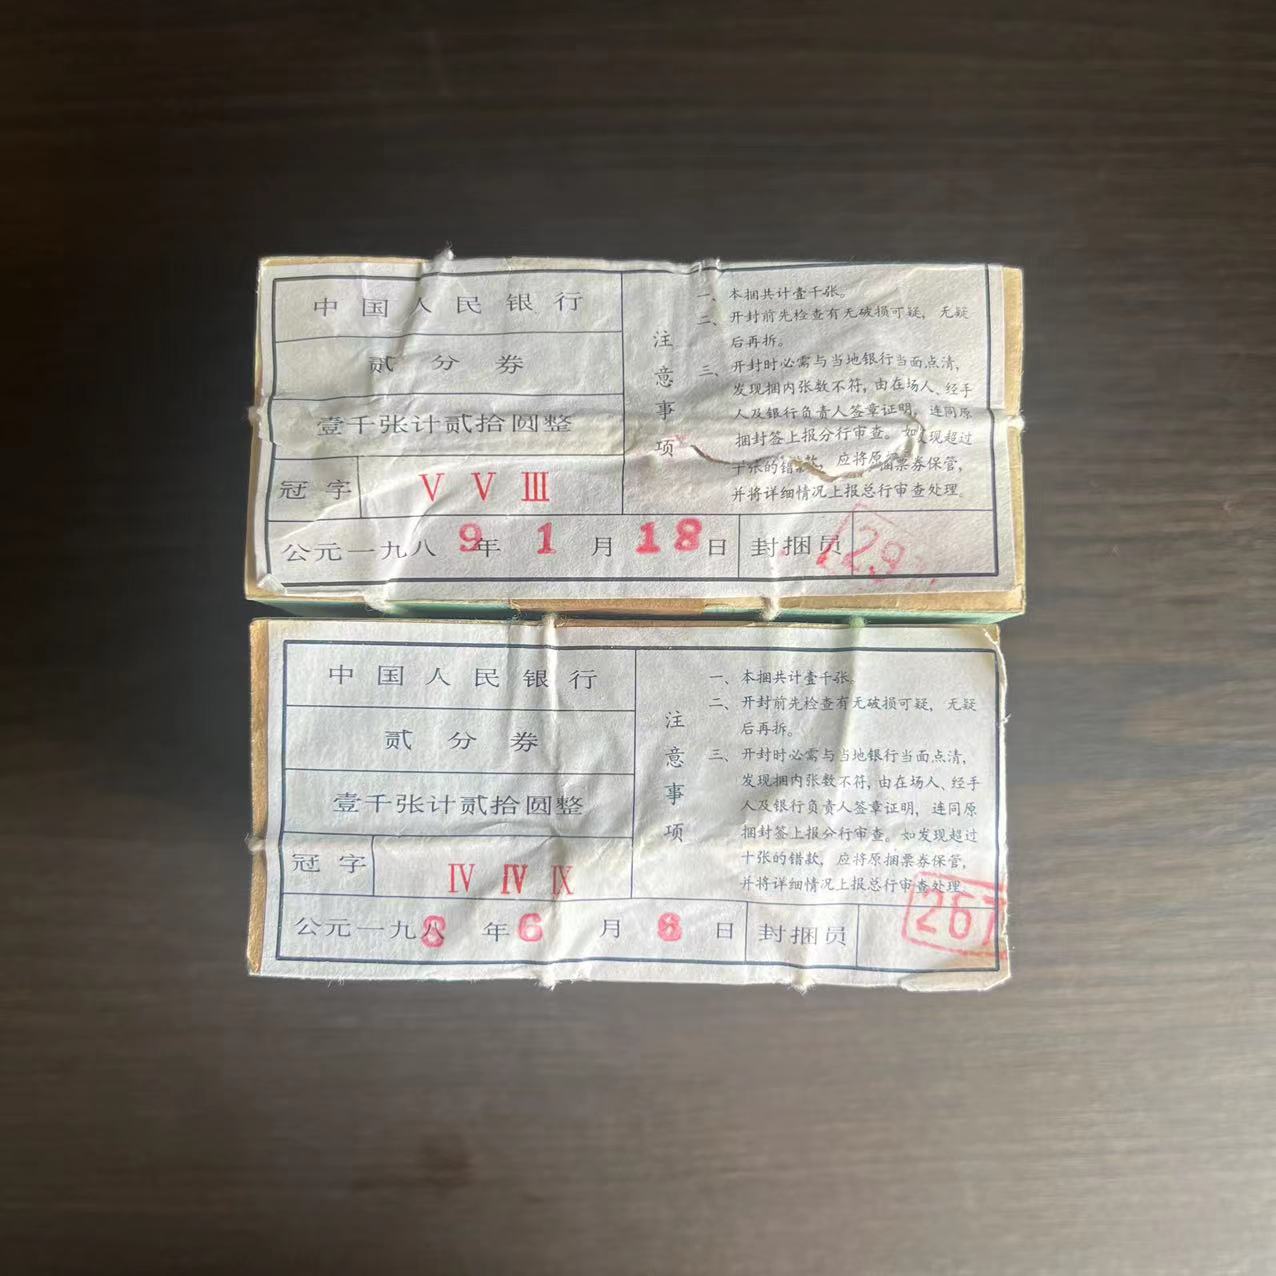 中国人民银行
贰分券
壹千张计贰拾圆整
冠字 V V III
公元一九八9年1月18日 封捆员
注意事项
一、本捆共计壹千张。
二、开封前先检查有无破损可疑，无疑
后再拆。
三、开封时必需与当地银行当面点清，
发现捆内张数不符，由在场人、经手
人及银行负责人签章证明，连同原
捆封签上报分行审查。如发现超过
十张的错款，应将原捆票券保管，
并将详细情况上报总行审查处理。
中国人民银行
贰分券
壹千张计贰拾圆整
冠字 IV IV IX
公元一九八8年6月6日 封捆员 267
注意事项
一、本捆共计壹千张。
二、开封前先检查有无破损可疑，无疑
后再拆。
三、开封时必需与当地银行当面点清，
发现捆内张数不符，由在场人、经手
人及银行负责人签章证明，连同原
捆封签上报分行审查。如发现超过
十张的错款，应将原捆票券保管，
并将详细情况上报总行审查处理。